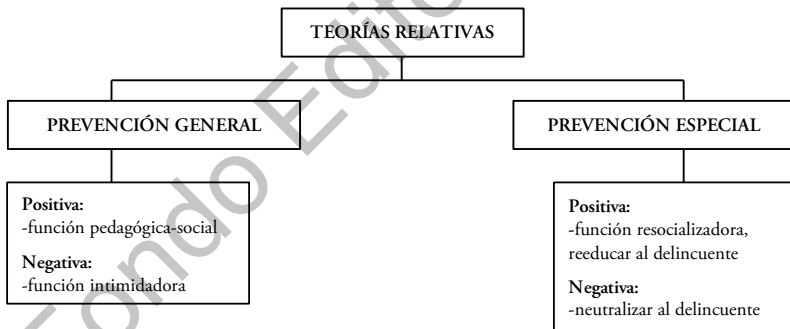 TEORÍAS RELATIVAS
PREVENCIÓN GENERAL
PREVENCIÓN ESPECIAL
Positiva:
-función pedagógica-social
Negativa:
-función intimidadora
Positiva:
-función resocializadora,
reeducar al delincuente
Negativa:
-neutralizar al delincuente
Fondo